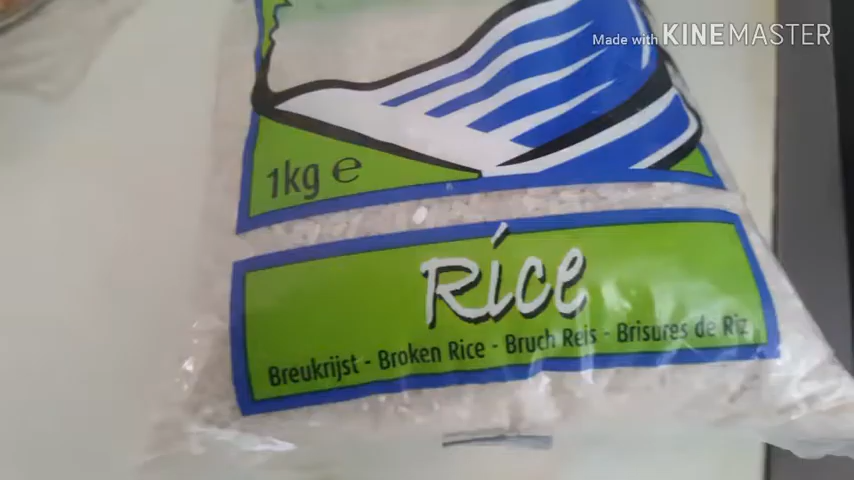 Made with KINEMASTER
1kg e
Rice
Breukrijst - Broken Rice - Bruch Reis - Brisures de Riz